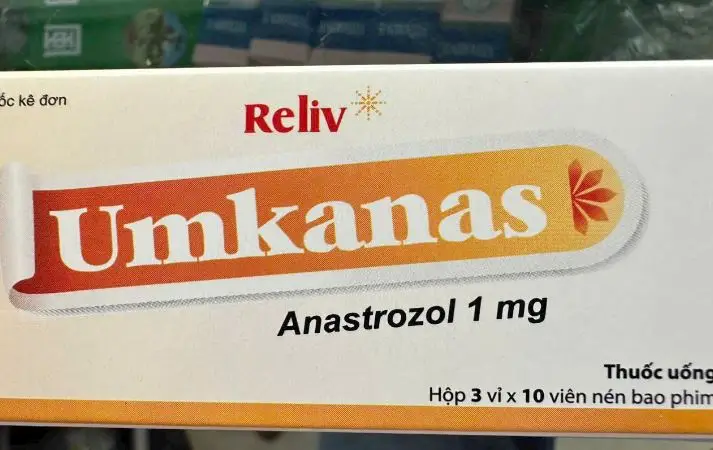 ốc kê đơn
Reliv
Umkanas
Anastrozol 1 mg
Thuốc uống
Hộp 3 vỉ x 10 viên nén bao phim